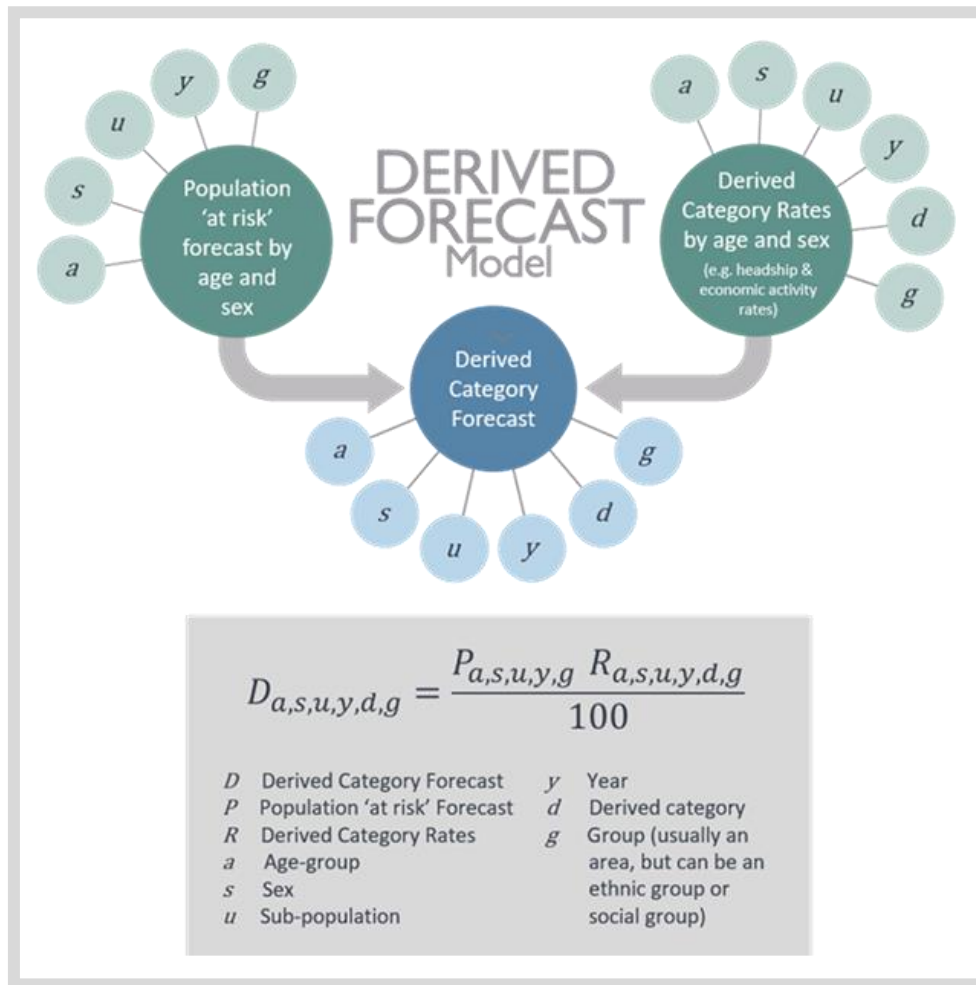 g
y
u
s
a
Population
‘at risk’
forecast by
age and
sex
DERIVED
FORECAST
Model
a
s
u
y
d
g
Derived
Category Rates
by age and sex
(e.g. headship &
economic activity
rates)
Derived
Category
Forecast
a
s
u
y
d
g
D_{a,s,u,y,d,g} = \frac{P_{a,s,u,y,g} R_{a,s,u,y,d,g}}{100}
D Derived Category Forecast
P Population ‘at risk’ Forecast
R Derived Category Rates
a Age-group
s Sex
u Sub-population
y Year
d Derived category
g Group (usually an
area, but can be an
ethnic group or
social group)